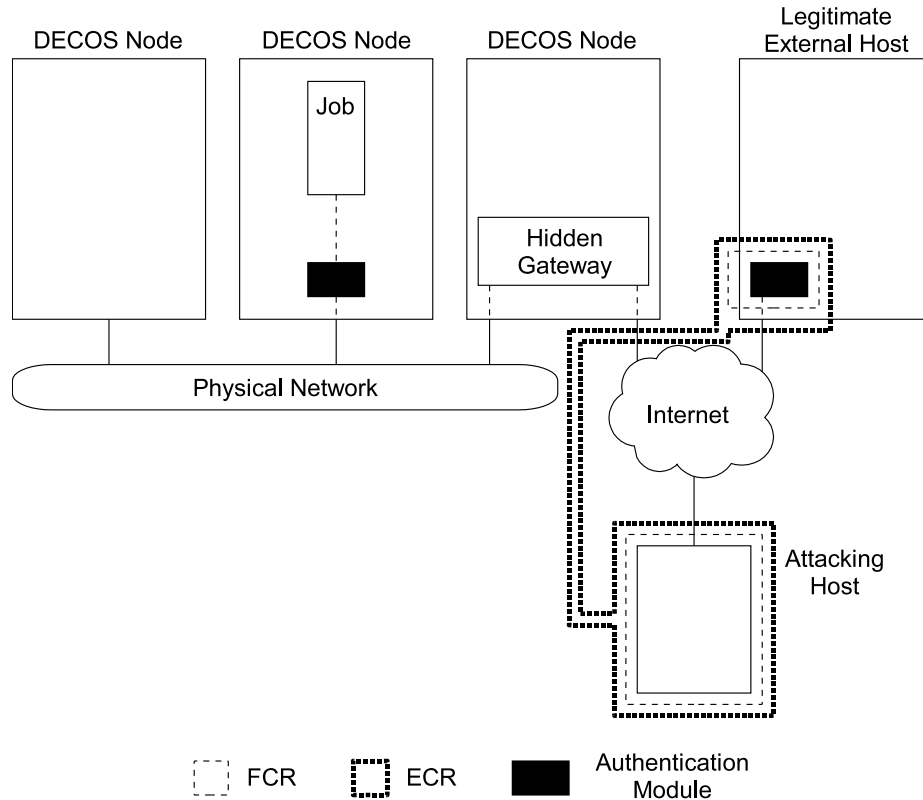 DECOS Node
DECOS Node
DECOS Node
Legitimate
External Host
Job
Hidden
Gateway
Physical Network
Internet
Attacking
Host
FCR
ECR
Authentication
Module